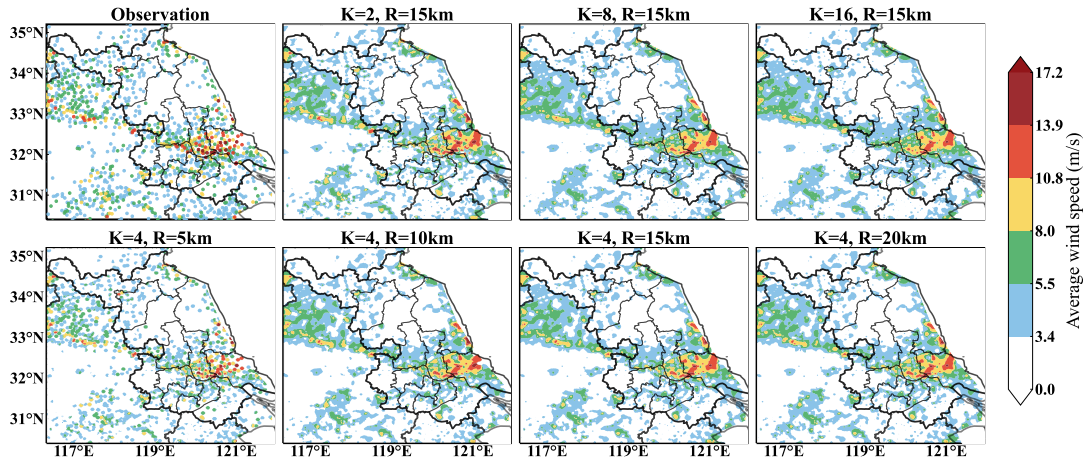 Observation
K=2, R=15km
K=8, R=15km
K=16, R=15km
35°N
34°N
33°N
32°N
31°N
K=4, R=5km
K=4, R=10km
K=4, R=15km
K=4, R=20km
35°N
34°N
33°N
32°N
31°N
117°E
119°E
121°E
117°E
119°E
121°E
117°E
119°E
121°E
117°E
119°E
121°E
17.2
13.9
10.8
8.0
5.5
3.4
0.0
Average wind speed (m/s)